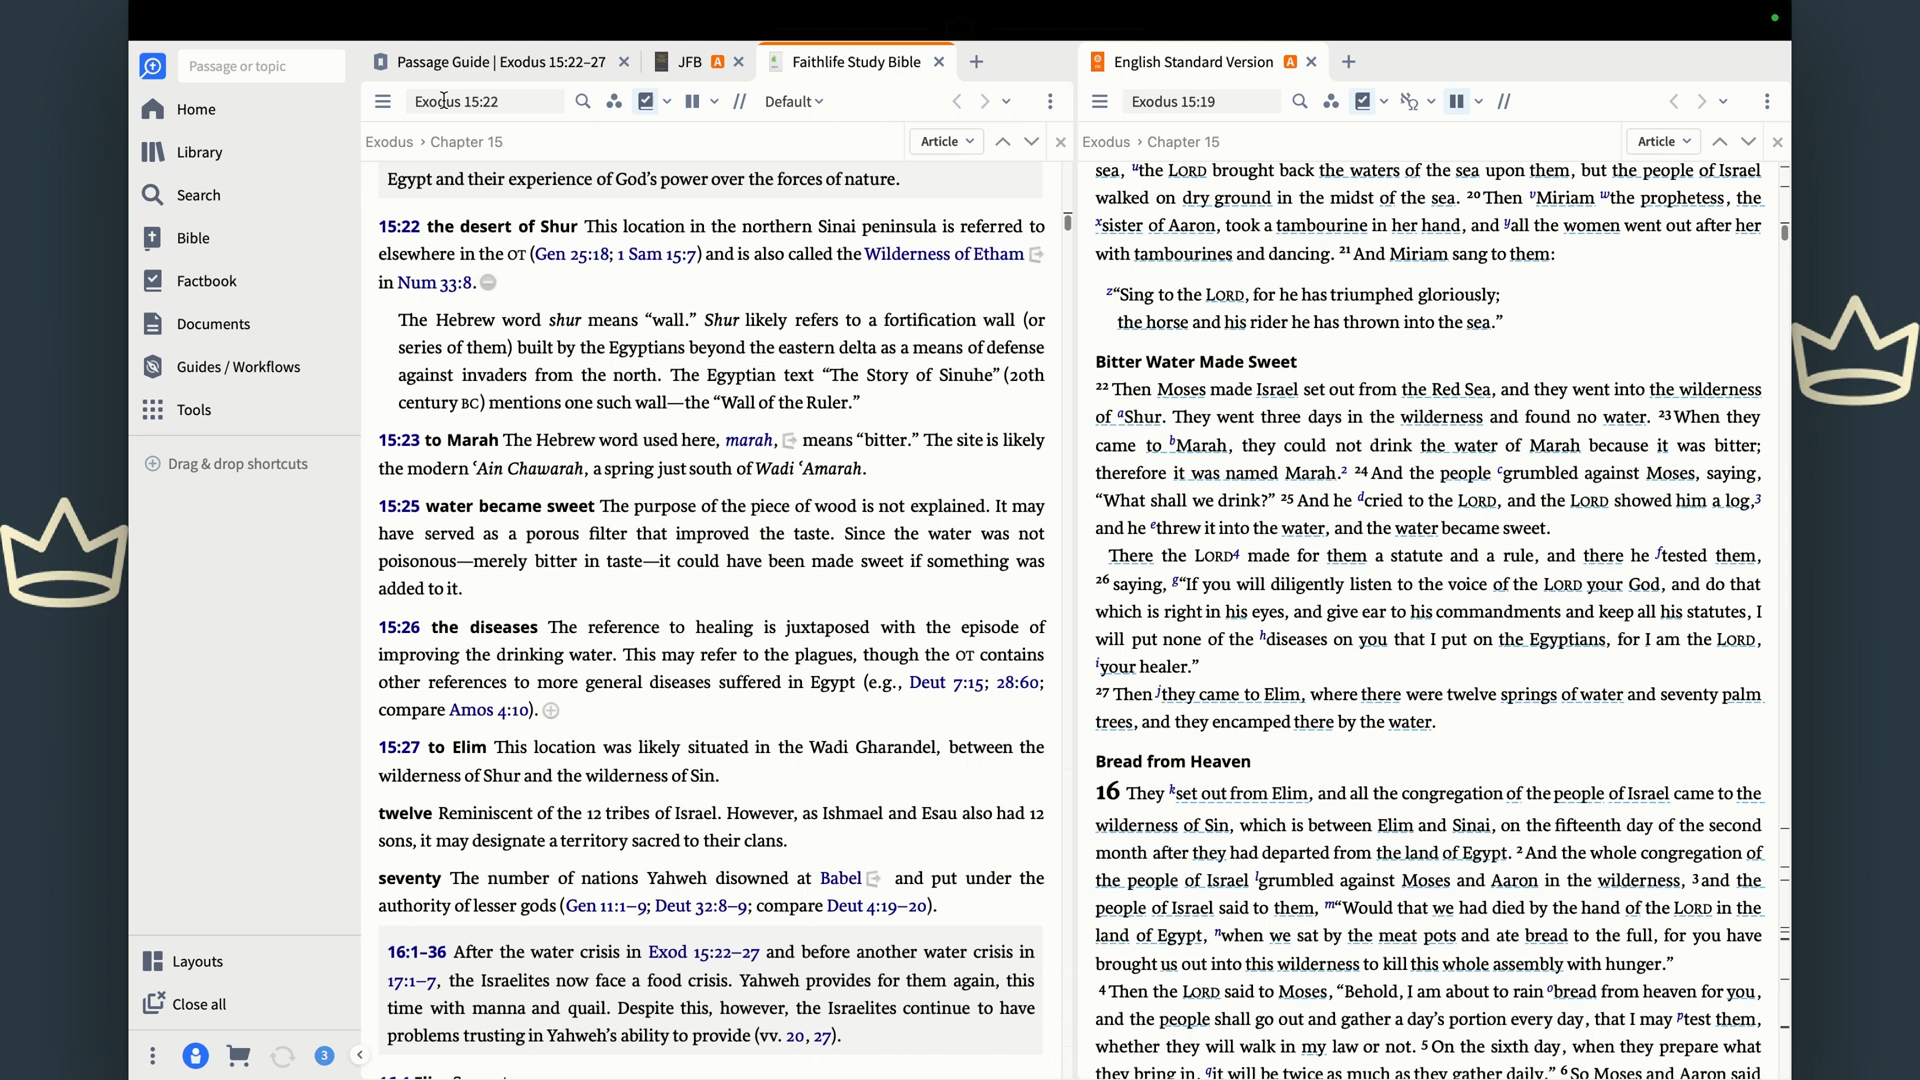 Passage or topic
Home
Library
Search
Bible
Factbook
Documents
Guides / Workflows
Tools
Drag & drop shortcuts
Layouts
Close all
3
Passage Guide | Exodus 15:22–27
JFB A
Faithlife Study Bible
Exodus 15:22
Default
Exodus › Chapter 15
Article
Egypt and their experience of God’s power over the forces of nature.
15:22 the desert of Shur This location in the northern Sinai peninsula is referred to
elsewhere in the OT (Gen 25:18; 1 Sam 15:7) and is also called the Wilderness of Etham
in Num 33:8.
The Hebrew word shur means “wall.” Shur likely refers to a fortification wall (or
series of them) built by the Egyptians beyond the eastern delta as a means of defense
against invaders from the north. The Egyptian text “The Story of Sinuhe” (20th
century BC) mentions one such wall—the “Wall of the Ruler.”
15:23 to Marah The Hebrew word used here, marah, means “bitter.” The site is likely
the modern ʿAin Chawarah, a spring just south of Wadi ʿAmarah.
15:25 water became sweet The purpose of the piece of wood is not explained. It may
have served as a porous filter that improved the taste. Since the water was not
poisonous—merely bitter in taste—it could have been made sweet if something was
added to it.
15:26 the diseases The reference to healing is juxtaposed with the episode of
improving the drinking water. This may refer to the plagues, though the OT contains
other references to more general diseases suffered in Egypt (e.g., Deut 7:15; 28:60;
compare Amos 4:10).
15:27 to Elim This location was likely situated in the Wadi Gharandel, between the
wilderness of Shur and the wilderness of Sin.
twelve Reminiscent of the 12 tribes of Israel. However, as Ishmael and Esau also had 12
sons, it may designate a territory sacred to their clans.
seventy The number of nations Yahweh disowned at Babel and put under the
authority of lesser gods (Gen 11:1–9; Deut 32:8–9; compare Deut 4:19–20).
16:1–36 After the water crisis in Exod 15:22–27 and before another water crisis in
17:1–7, the Israelites now face a food crisis. Yahweh provides for them again, this
time with manna and quail. Despite this, however, the Israelites continue to have
problems trusting in Yahweh’s ability to provide (vv. 20, 27).
English Standard Version A
Exodus 15:19
Exodus › Chapter 15
Article
sea, u the LORD brought back the waters of the sea upon them, but the people of Israel
walked on dry ground in the midst of the sea. 20 Then v Miriam w the prophetess, the
x sister of Aaron, took a tambourine in her hand, and y all the women went out after her
with tambourines and dancing. 21 And Miriam sang to them:
z “Sing to the LORD, for he has triumphed gloriously;
the horse and his rider he has thrown into the sea.”
Bitter Water Made Sweet
22 Then Moses made Israel set out from the Red Sea, and they went into the wilderness
of a Shur. They went three days in the wilderness and found no water. 23 When they
came to b Marah, they could not drink the water of Marah because it was bitter;
therefore it was named Marah.2 24 And the people c grumbled against Moses, saying,
“What shall we drink?” 25 And he d cried to the LORD, and the LORD showed him a log,3
and he e threw it into the water, and the water became sweet.
There the LORD4 made for them a statute and a rule, and there he f tested them,
26 saying, g “If you will diligently listen to the voice of the LORD your God, and do that
which is right in his eyes, and give ear to his commandments and keep all his statutes, I
will put none of the h diseases on you that I put on the Egyptians, for I am the LORD,
i your healer.”
27 Then j they came to Elim, where there were twelve springs of water and seventy palm
trees, and they encamped there by the water.
Bread from Heaven
16 They k set out from Elim, and all the congregation of the people of Israel came to the
wilderness of Sin, which is between Elim and Sinai, on the fifteenth day of the second
month after they had departed from the land of Egypt. 2 And the whole congregation of
the people of Israel l grumbled against Moses and Aaron in the wilderness, 3 and the
people of Israel said to them, m “Would that we had died by the hand of the LORD in the
land of Egypt, n when we sat by the meat pots and ate bread to the full, for you have
brought us out into this wilderness to kill this whole assembly with hunger.”
4 Then the LORD said to Moses, “Behold, I am about to rain o bread from heaven for you,
and the people shall go out and gather a day’s portion every day, that I may p test them,
whether they will walk in my law or not. 5 On the sixth day, when they prepare what
they bring in, q it will be twice as much as they gather daily.” 6 So Moses and Aaron said